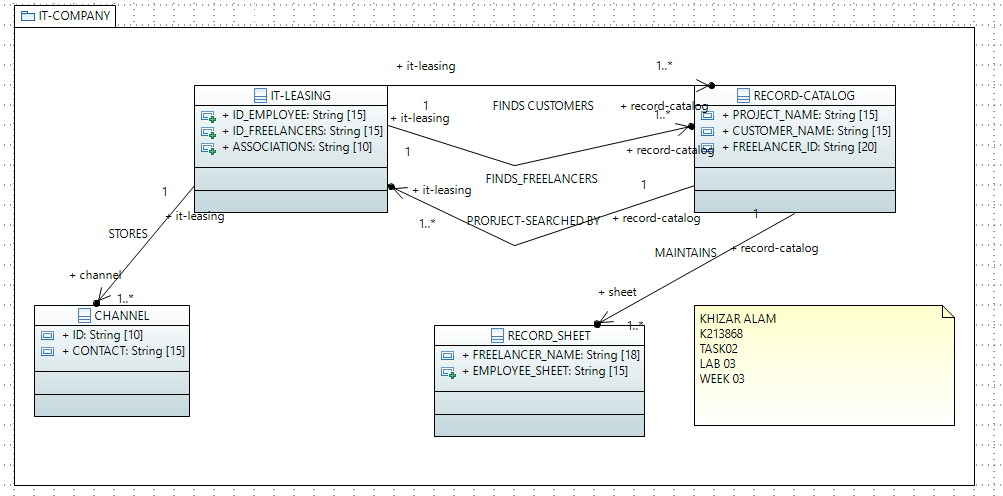 IT-COMPANY
+ it-leasing
1..*
IT-LEASING
+ ID_EMPLOYEE: String [15]
+ ID_FREELANCERS: String [15]
+ ASSOCIATIONS: String [10]
1
FINDS CUSTOMERS
+ record-catalog
+ it-leasing
1..*
1
+ record-catalog
FINDS_FREELANCERS
RECORD-CATALOG
+ PROJECT_NAME: String [15]
+ CUSTOMER_NAME: String [15]
+ FREELANCER_ID: String [20]
+ it-leasing
1
1..*
PROJECT-SEARCHED BY
+ record-catalog
1
+ it-leasing
STORES
+ channel
1..*
1
+ record-catalog
MAINTAINS
+ sheet
1..*
CHANNEL
+ ID: String [10]
+ CONTACT: String [15]
RECORD_SHEET
+ FREELANCER_NAME: String [18]
+ EMPLOYEE_SHEET: String [15]
KHIZAR ALAM
K213868
TASK02
LAB 03
WEEK 03